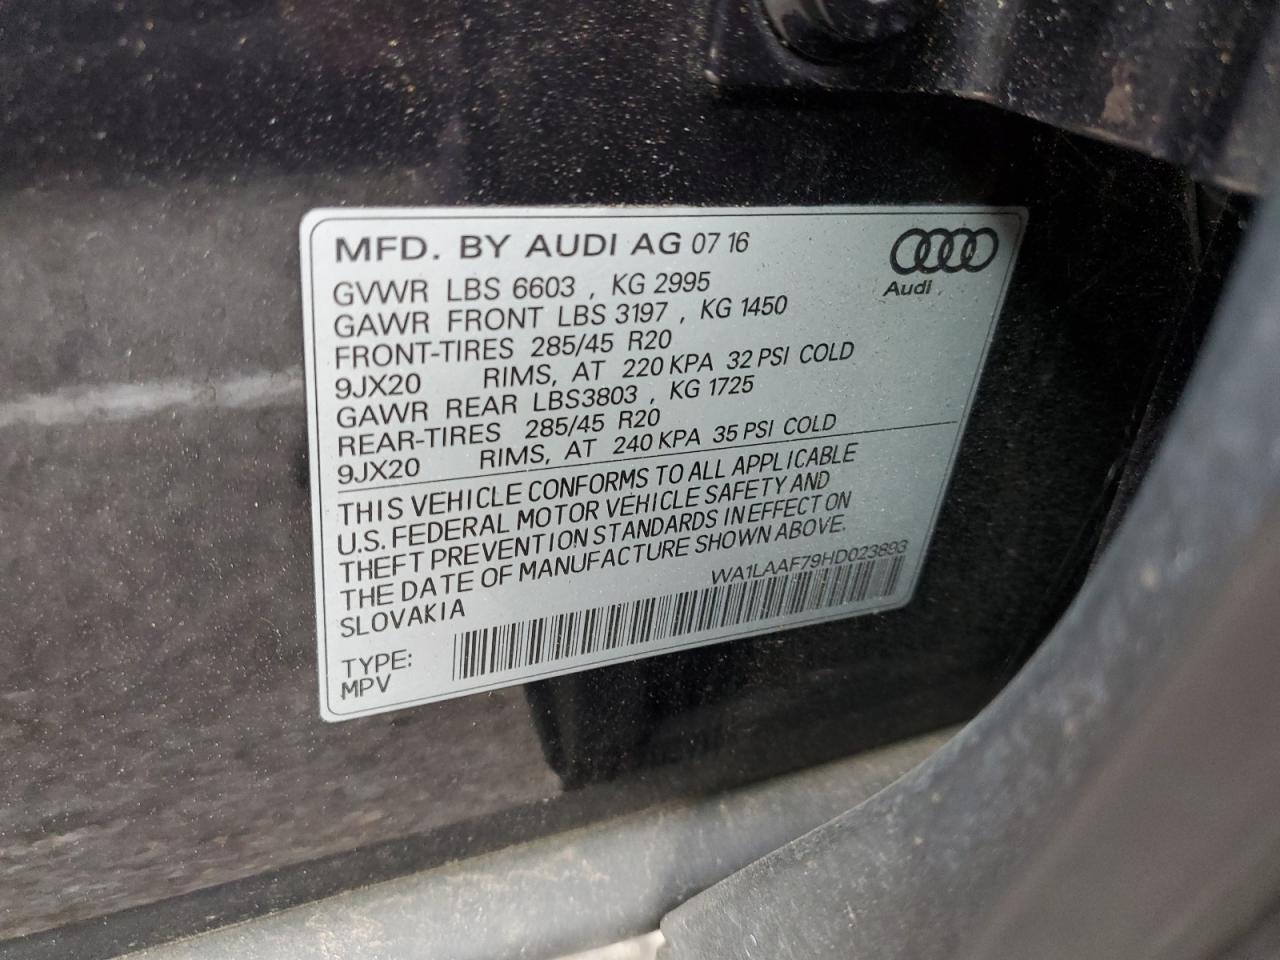 MFD. BY AUDI AG 07 16
Audi
GVWR LBS 6603 , KG 2995
GAWR FRONT LBS 3197 , KG 1450
FRONT-TIRES 285/45 R20
9JX20 RIMS, AT 220 KPA 32 PSI COLD
GAWR REAR LBS3803 , KG 1725
REAR-TIRES 285/45 R20
9JX20 RIMS, AT 240 KPA 35 PSI COLD
THIS VEHICLE CONFORMS TO ALL APPLICABLE
U.S. FEDERAL MOTOR VEHICLE SAFETY AND
THEFT PREVENTION STANDARDS IN EFFECT ON
THE DATE OF MANUFACTURE SHOWN ABOVE.
SLOVAKIA
WA1LAAF79HD023893
TYPE:
MPV